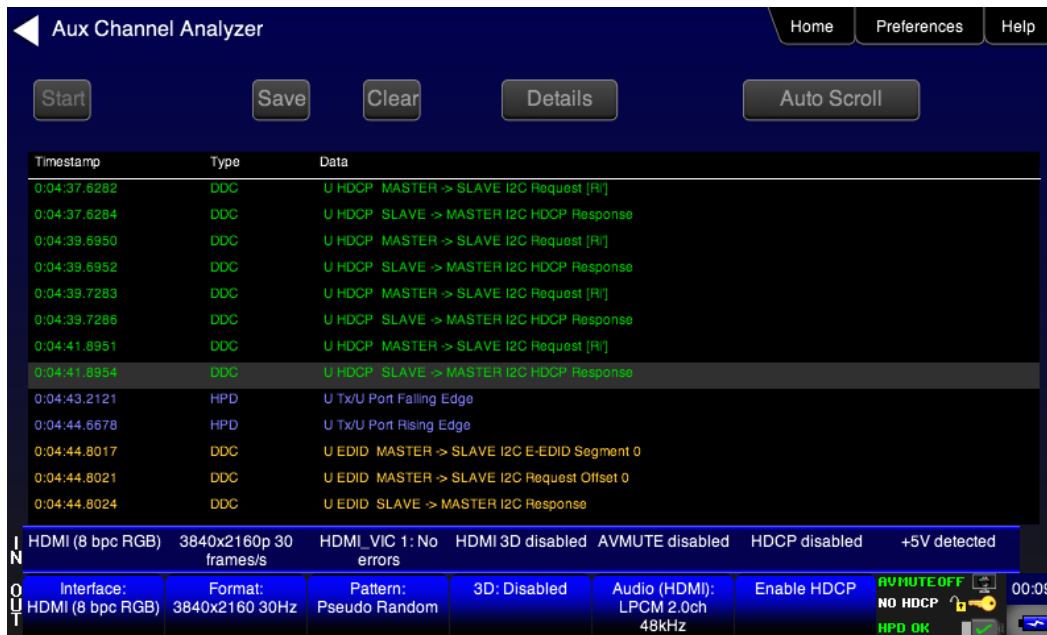 Aux Channel Analyzer
Home
Preferences
Help
Start
Save
Clear
Details
Auto Scroll
Timestamp Type Data
0:04:37.6282 DDC U HDCP MASTER -> SLAVE I2C Request [Ri']
0:04:37.6284 DDC U HDCP SLAVE -> MASTER I2C HDCP Response
0:04:39.6950 DDC U HDCP MASTER -> SLAVE I2C Request [Ri']
0:04:39.6952 DDC U HDCP SLAVE -> MASTER I2C HDCP Response
0:04:39.7283 DDC U HDCP MASTER -> SLAVE I2C Request [Ri']
0:04:39.7286 DDC U HDCP SLAVE -> MASTER I2C HDCP Response
0:04:41.8951 DDC U HDCP MASTER -> SLAVE I2C Request [Ri']
0:04:41.8954 DDC U HDCP SLAVE -> MASTER I2C HDCP Response
0:04:43.2121 HPD U Tx/U Port Falling Edge
0:04:44.6678 HPD U Tx/U Port Rising Edge
0:04:44.8017 DDC U EDID MASTER -> SLAVE I2C E-EDID Segment 0
0:04:44.8021 DDC U EDID MASTER -> SLAVE I2C Request Offset 0
0:04:44.8024 DDC U EDID SLAVE -> MASTER I2C Response
IN
HDMI (8 bpc RGB)
3840x2160p 30
frames/s
HDMI_VIC 1: No
errors
HDMI 3D disabled
AVMUTE disabled
HDCP disabled
+5V detected
OUT
Interface:
HDMI (8 bpc RGB)
Format:
3840x2160 30Hz
Pattern:
Pseudo Random
3D: Disabled
Audio (HDMI):
LPCM 2.0ch
48kHz
Enable HDCP
AVMUTEOFF
NO HDCP
HPD OK
00:09